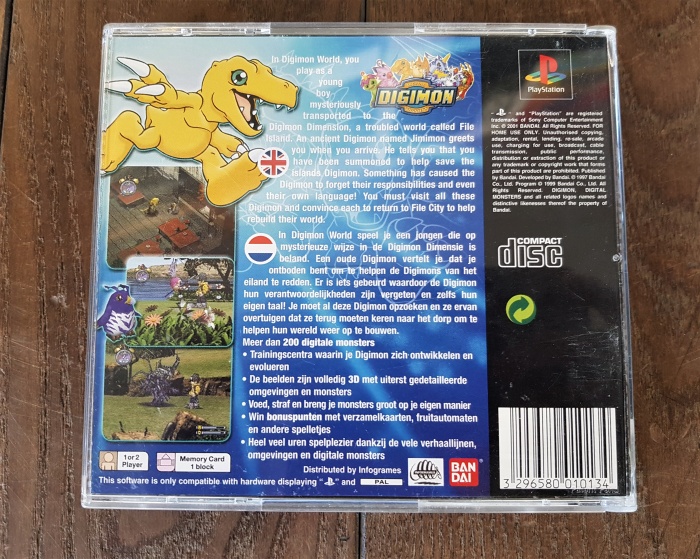 In Digimon World, you
play as a
young
boy
mysteriously
transported to the
Digimon Dimension, a troubled world called File
Island. An ancient Digimon named Jinimon greets
you when you arrive. He tells you that you
have been summoned to help save the
Islands Digimon. Something has caused the
Digimon to forget their responsibilities and even
their own language! You must visit all these
Digimon and convince each to return to File City to help
rebuild their world.
In Digimon World speel je een jongen die op
mysterieuze wijze in de Digimon Dimensie is
beland. Een oude Digimon vertelt je dat je
ontboden bent om te helpen de Digimons van het
eiland te redden. Er is iets gebeurd waardoor de Digimon
hun verantwoordelijkheden zijn vergeten en zelfs hun
eigen taal! Je moet al deze Digimon opzoeken en ze ervan
overtuigen dat ze terug moeten keren naar het dorp om te
helpen hun wereld weer op te bouwen.
Meer dan 200 digitale monsters
• Trainingscentra waarin je Digimon zich ontwikkelen en
evolueren
• De beelden zijn volledig 3D met uiterst gedetailleerde
omgevingen en monsters
• Voed, straf en breng je monsters groot op je eigen manier
• Win bonuspunten met verzamelkaarten, fruitautomaten
en andere spelletjes
• Heel veel uren spelplezier dankzij de vele verhaallijnen,
omgevingen en digitale monsters
1 or 2
Player
Memory Card
1 block
Distributed by Infogrames
BAN
DAI
This software is only compatible with hardware displaying " " and PAL
DIGIMON
PlayStation
" " and "PlayStation" are registered
trademarks of Sony Computer Entertainment
Inc. © 2001 BANDAI. All Rights Reserved. FOR
HOME USE ONLY. Unauthorised copying,
adaptation, rental, lending, re-sale, arcade
use, charging for use, broadcast, cable
transmission, public performance,
distribution or extraction of this product or
any trademark or copyright work that forms
part of this product are prohibited. Published
by Bandai. Developed by Bandai. © 1997 Bandai
Co., Ltd. Program © 1999 Bandai Co., Ltd. All
Rights Reserved. DIGIMON, DIGITAL
MONSTERS and all related logos names and
distinctive likenesses thereof the property of
Bandai.
COMPACT
disc
3 296580 010134